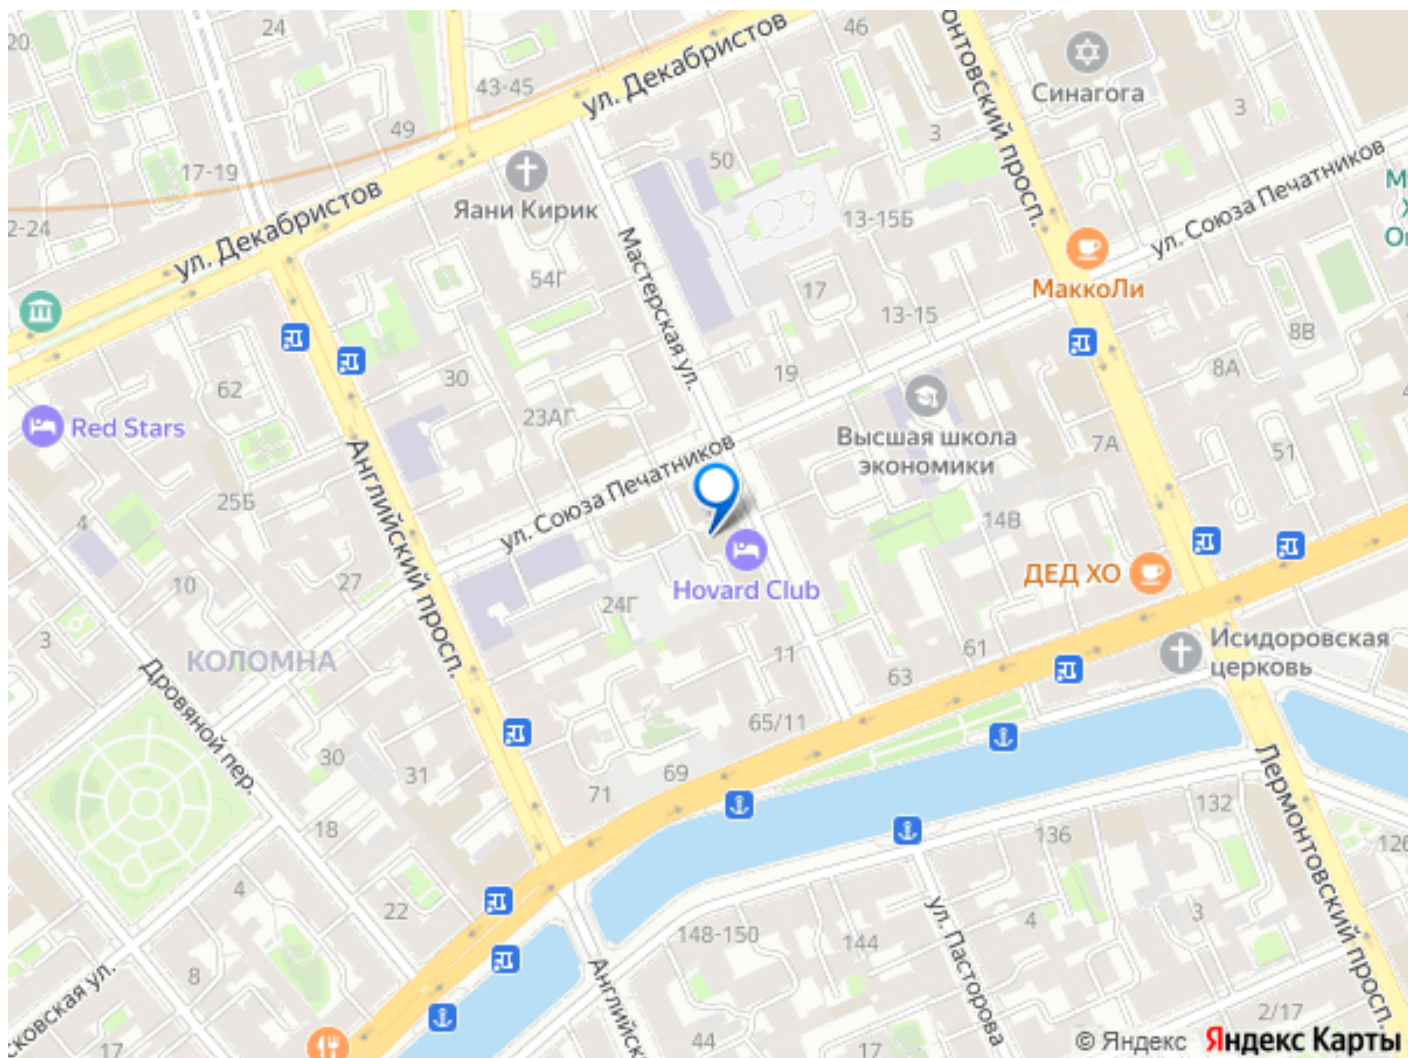 20
24
43-45
ул. Декабристов
46
Лермонтовский просп.
Синагога
3
3
49
17-19
50
Яани Кирик
2-24
ул. Декабристов
13-15Б
ул. Союза Печатников
54Г
Мастерская ул.
17
МаккоЛи
13-15
8В
8А
62
30
19
23АГ
Red Stars
Высшая школа
экономики
7А
51
25Б
Английский просп.
ул. Союза Печатников
14В
4
10
27
24Г
Hovard Club
ДЕД ХО
3
КОЛОМНА
11
61
63
Исидоровская
церковь
Дровяной пер.
65/11
30
31
69
71
18
Лермонтовский просп.
132
136
126
4
22
148-150
144
ул. Пасторова
4
3
8
ковская ул.
Английск
17
44
2/17
© Яндекс
Яндекс Карты